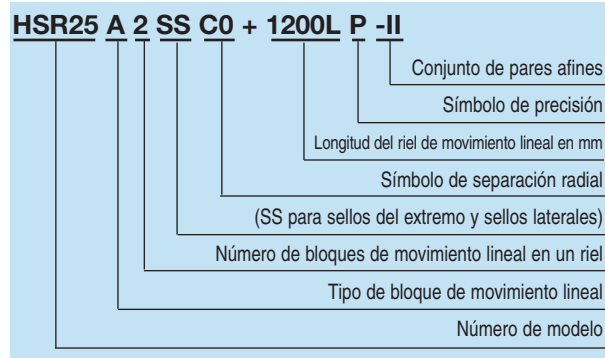 HSR25 A 2 SS C0 + 1200L P -II
Conjunto de pares afines
Símbolo de precisión
Longitud del riel de movimiento lineal en mm
Símbolo de separación radial
(SS para sellos del extremo y sellos laterales)
Número de bloques de movimiento lineal en un riel
Tipo de bloque de movimiento lineal
Número de modelo